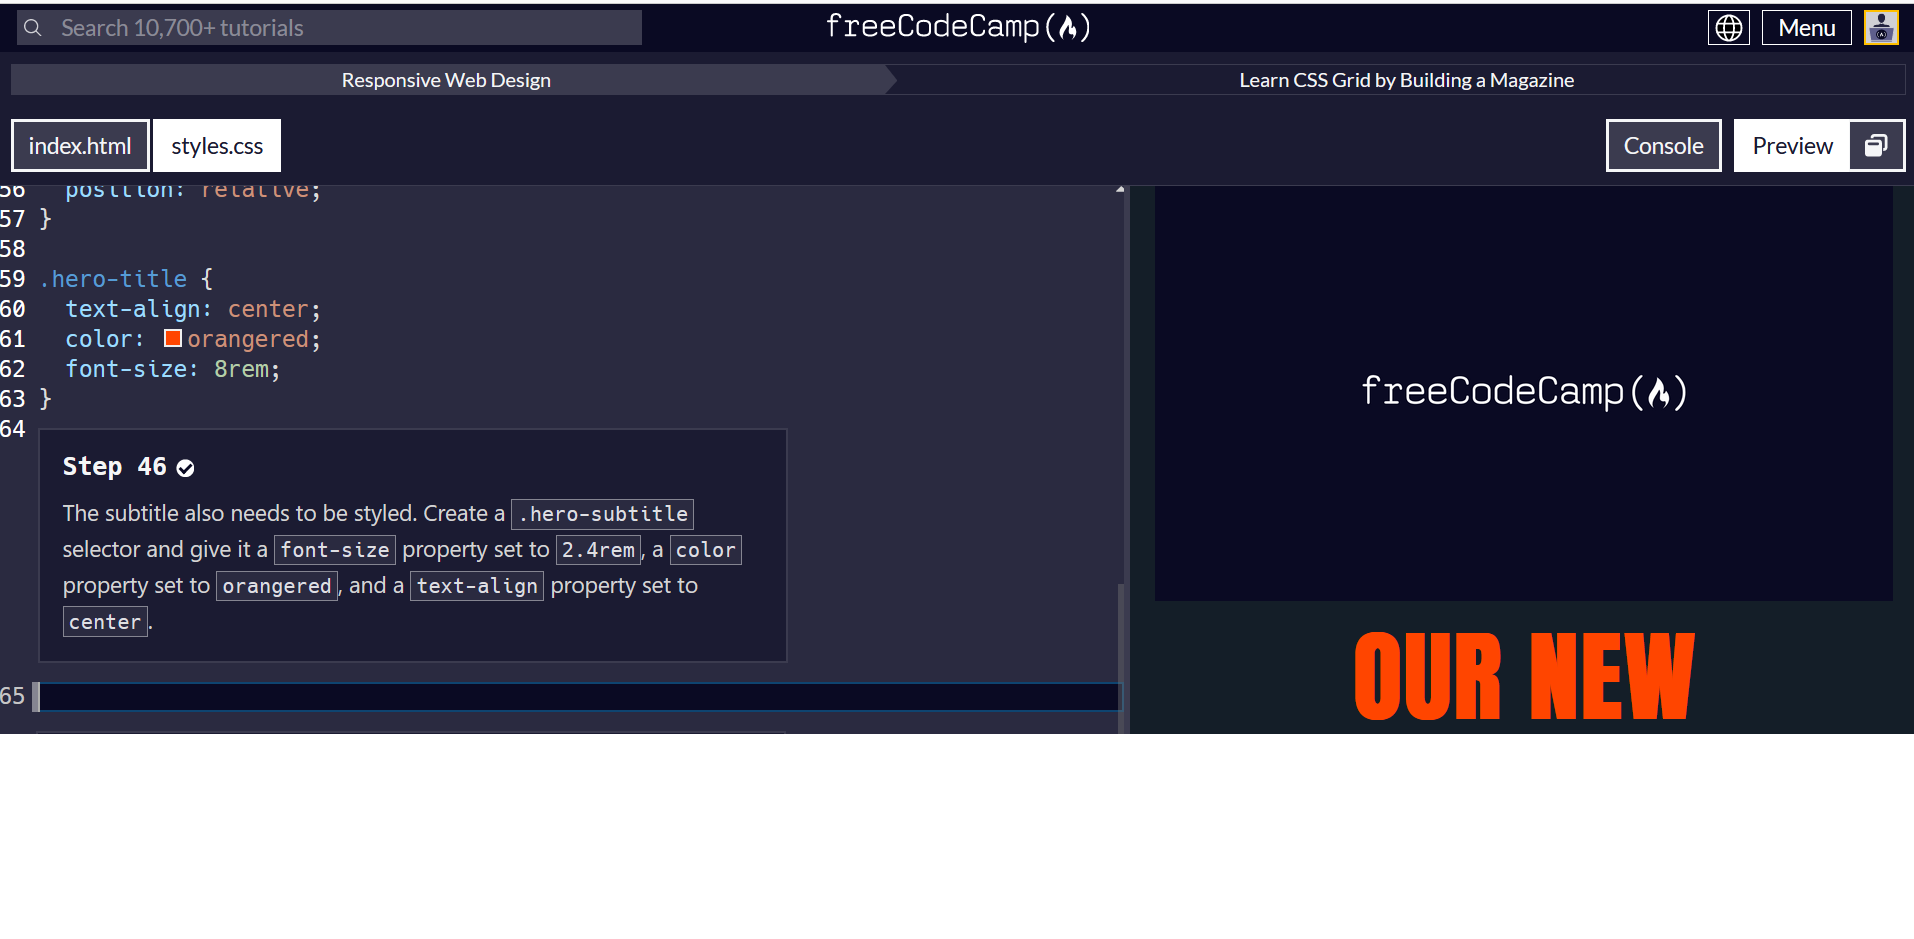 Search 10,700+ tutorials
freeCodeCamp
Menu
Responsive Web Design
Learn CSS Grid by Building a Magazine
index.html
styles.css
Console
Preview
56   position: relative;
57 }
58
59 .hero-title {
60   text-align: center;
61   color: orangered;
62   font-size: 8rem;
63 }
64
Step 46
The subtitle also needs to be styled. Create a .hero-subtitle
selector and give it a font-size property set to 2.4rem, a color
property set to orangered, and a text-align property set to
center.
65
freeCodeCamp
OUR NEW